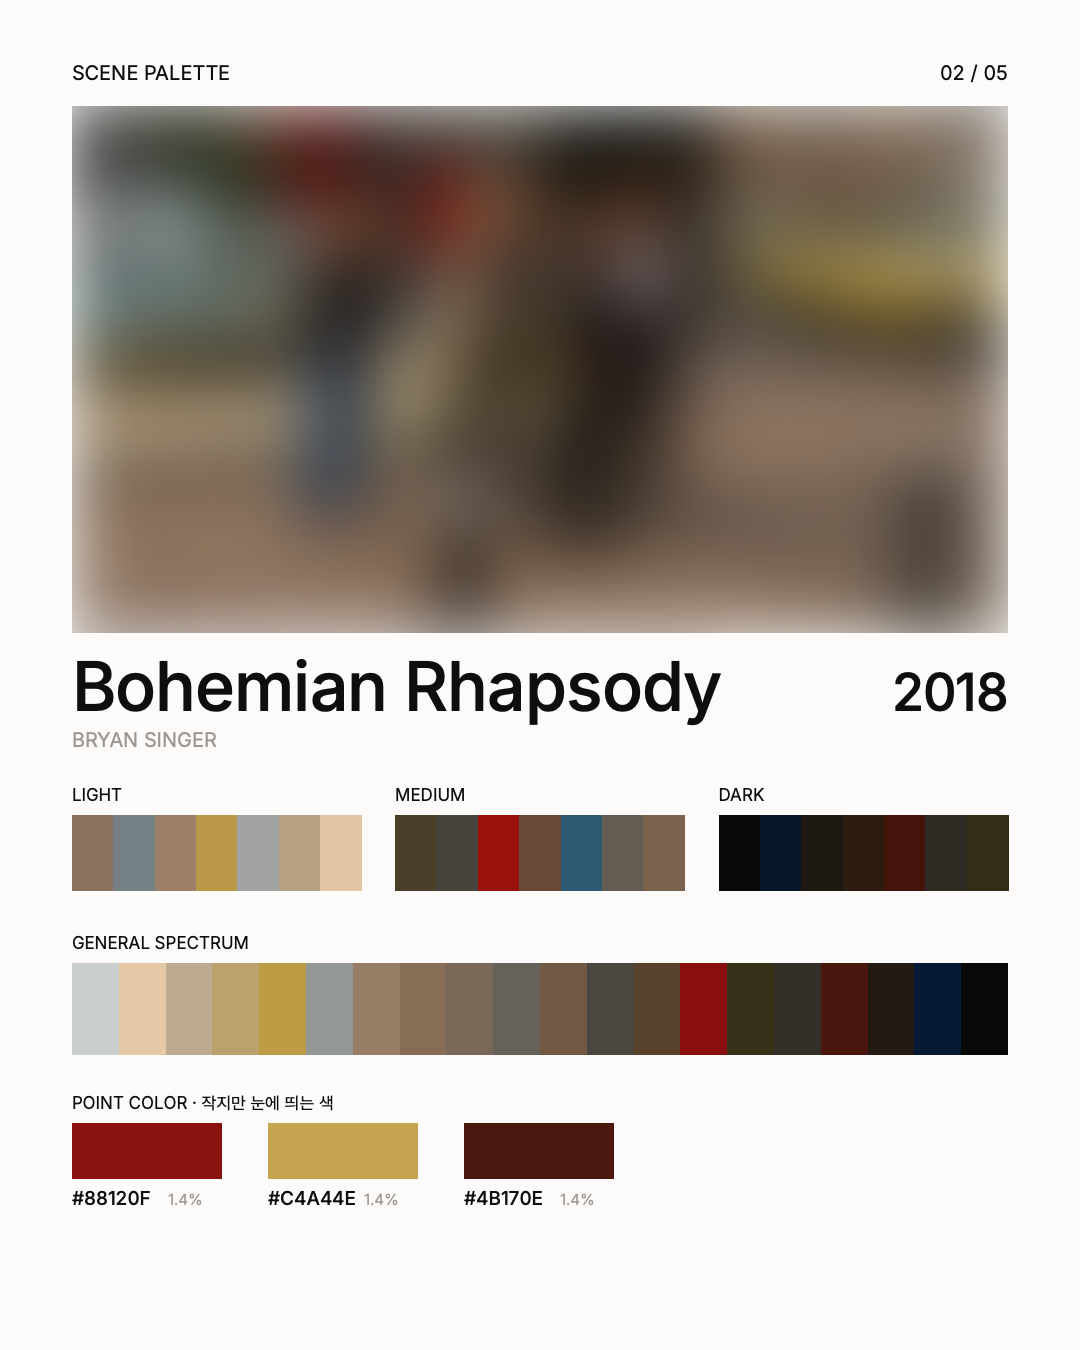 SCENE PALETTE 02 / 05
Bohemian Rhapsody 2018
BRYAN SINGER
LIGHT MEDIUM DARK
GENERAL SPECTRUM
POINT COLOR · 작지만 눈에 띄는 색
#88120F 1.4% #C4A44E 1.4% #4B170E 1.4%